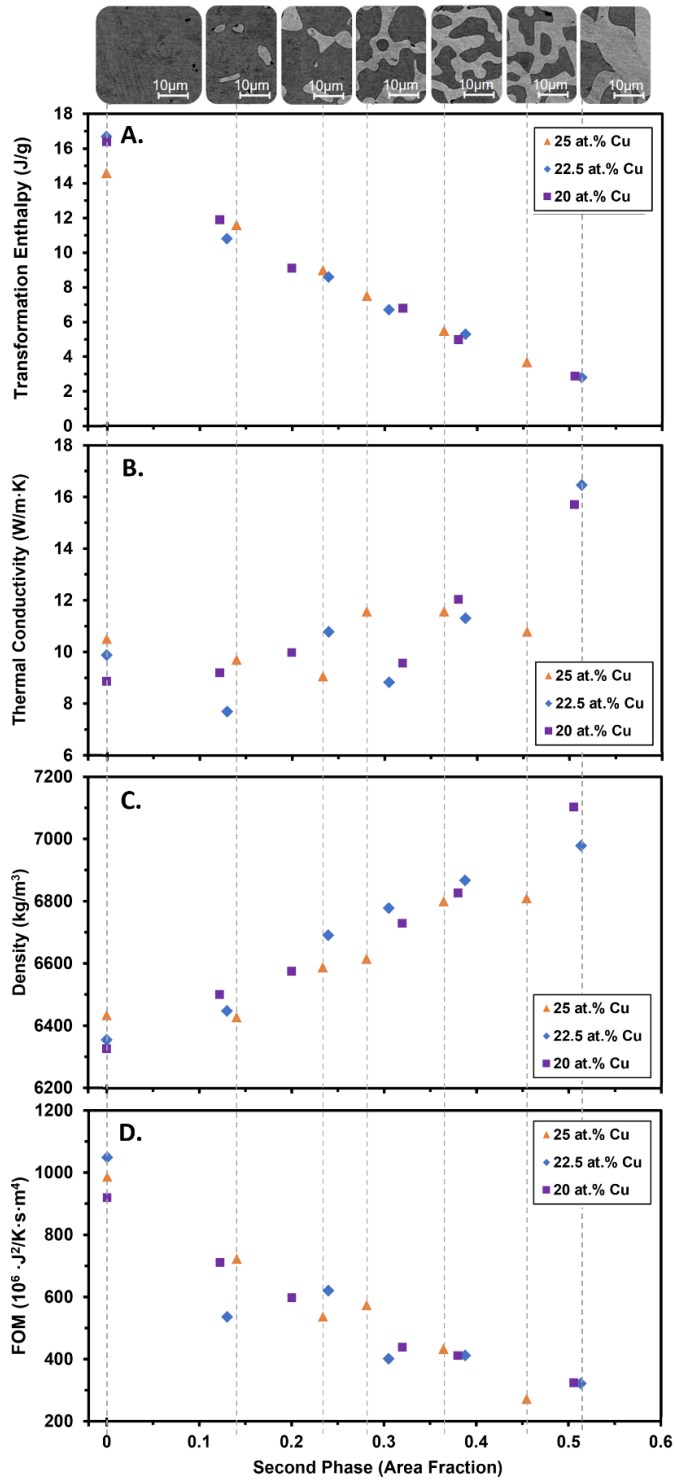 10µm 10µm 10µm 10µm 10µm 10µm 10µm
A.
25 at.% Cu
22.5 at.% Cu
20 at.% Cu
Transformation Enthalpy (J/g)
18
16
14
12
10
8
6
4
2
0
B.
Thermal Conductivity (W/m·K)
18
16
14
12
10
8
6
25 at.% Cu
22.5 at.% Cu
20 at.% Cu
C.
Density (kg/m³)
7200
7000
6800
6600
6400
6200
25 at.% Cu
22.5 at.% Cu
20 at.% Cu
D.
25 at.% Cu
22.5 at.% Cu
20 at.% Cu
FOM (10⁶ ·J²/K·s·m⁴)
1200
1000
800
600
400
200
0 0.1 0.2 0.3 0.4 0.5 0.6
Second Phase (Area Fraction)